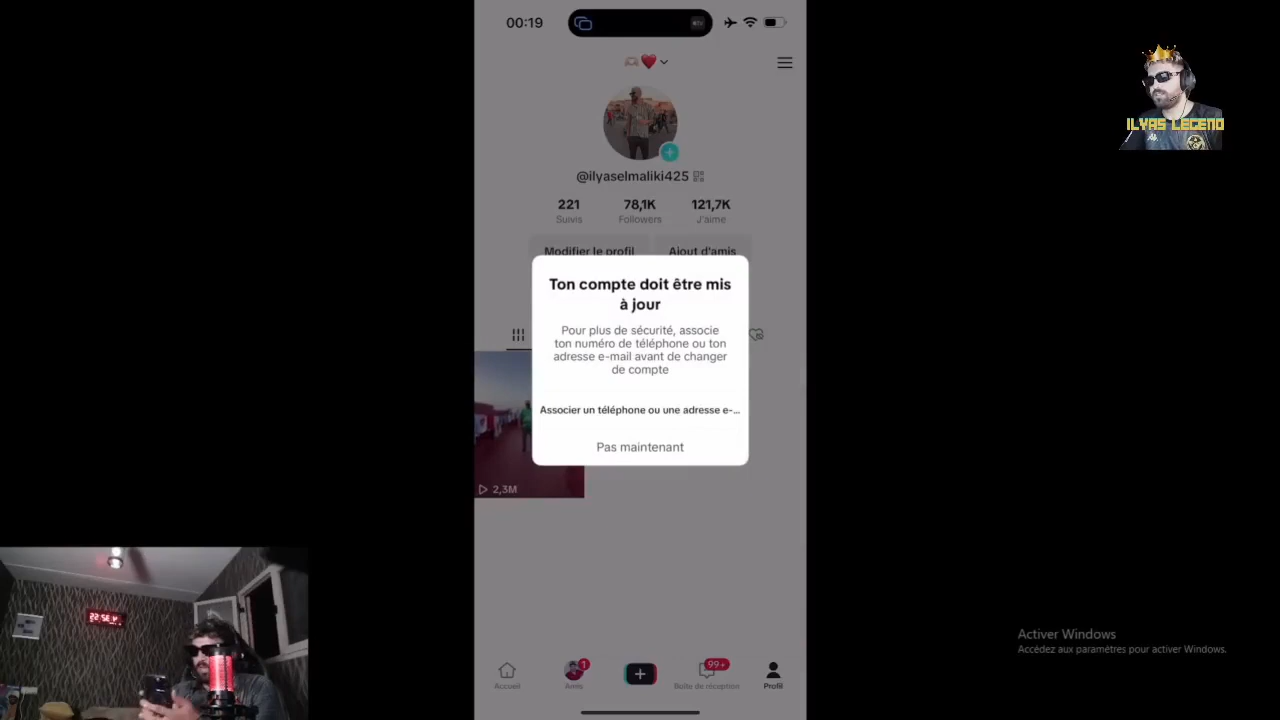 00:19
ILYAS LEGEND
@ilyaselmaliki425
221
78,1K
121,7K
Suivis
Followers
J'aime
Modifier le profil
Ajout d'amis
Ton compte doit être mis
à jour
Pour plus de sécurité, associe
ton numéro de téléphone ou ton
adresse e-mail avant de changer
de compte
Associer un téléphone ou une adresse e-...
Pas maintenant
2,3M
22:58
Activer Windows
Accédez aux paramètres pour activer Windows.
1
99+
Accueil
Amis
Boîte de réception
Profil